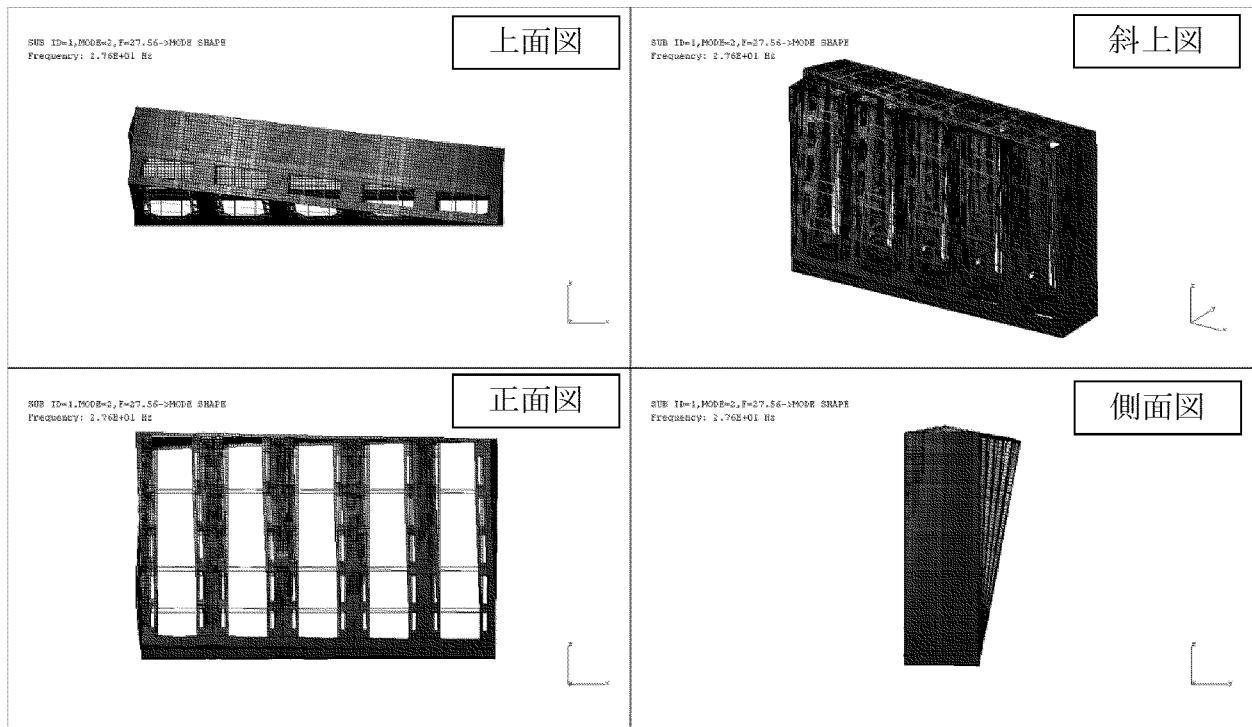 SUB ID=1,MODE=2,F=27.56->MODE SHAPE
Frequency: 2.76E+01 Hz
上面図
SUB ID=1,MODE=2,F=27.56->MODE SHAPE
Frequency: 2.76E+01 Hz
斜上図
SUB ID=1,MODE=2,F=27.56->MODE SHAPE
Frequency: 2.76E+01 Hz
正面図
SUB ID=1,MODE=2,F=27.56->MODE SHAPE
Frequency: 2.76E+01 Hz
側面図